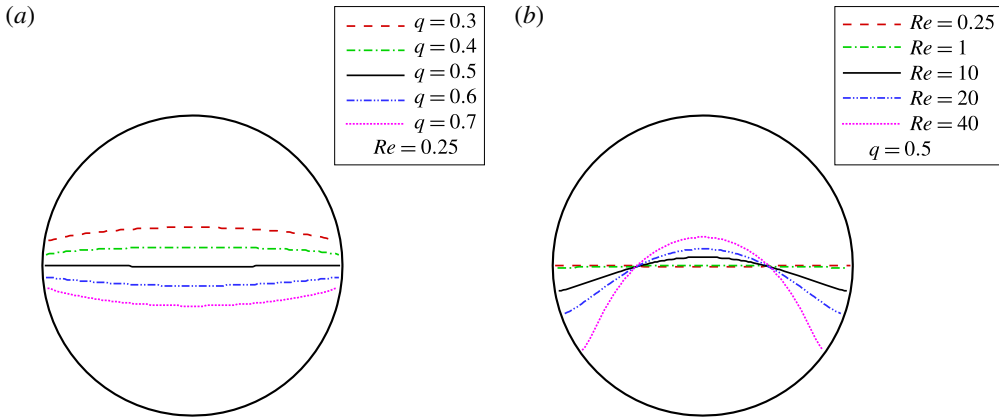 (a)
q = 0.3
q = 0.4
q = 0.5
q = 0.6
q = 0.7
Re = 0.25
(b)
Re = 0.25
Re = 1
Re = 10
Re = 20
Re = 40
q = 0.5